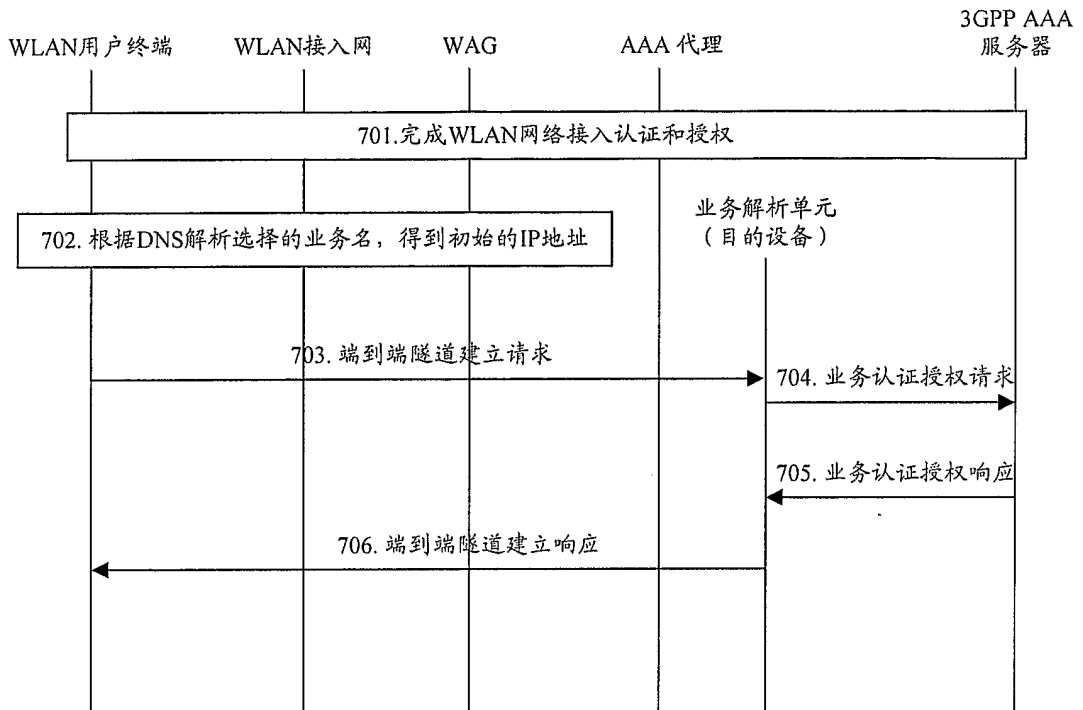 WLAN用户终端
WLAN接入网
WAG
AAA 代理
3GPP AAA
服务器
701.完成WLAN网络接入认证和授权
702. 根据DNS解析选择的业务名，得到初始的IP地址
业务解析单元
（目的设备）
703. 端到端隧道建立请求
704. 业务认证授权请求
705. 业务认证授权响应
706. 端到端隧道建立响应